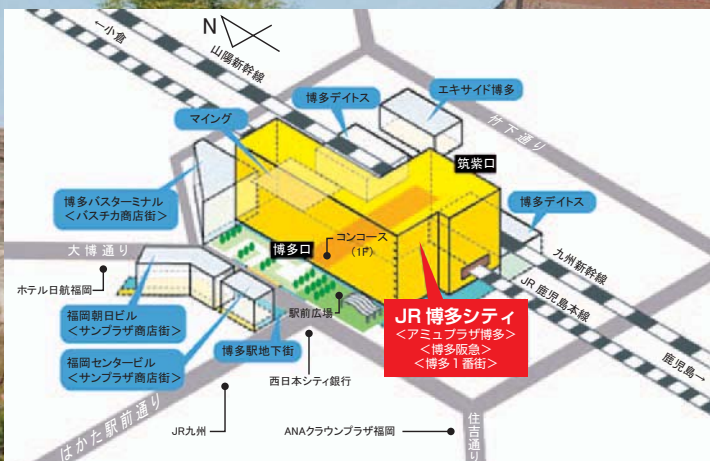 ←小倉
N
山陽新幹線
博多デイトス
エキサイド博多
竹下通り
マイング
筑紫口
博多バスターミナル
<バスチカ商店街>
博多デイトス
大博通り
博多口
コンコース
(1F)
九州新幹線
ホテル日航福岡
JR 鹿児島本線
福岡朝日ビル
<サンプラザ商店街>
駅前広場
JR 博多シティ
<アミュプラザ博多>
<博多阪急>
<博多1番街>
鹿児島→
福岡センタービル
<サンプラザ商店街>
博多駅地下街
西日本シティ銀行
はかた駅前通り
JR九州
ANAクラウンプラザ福岡
住吉通り